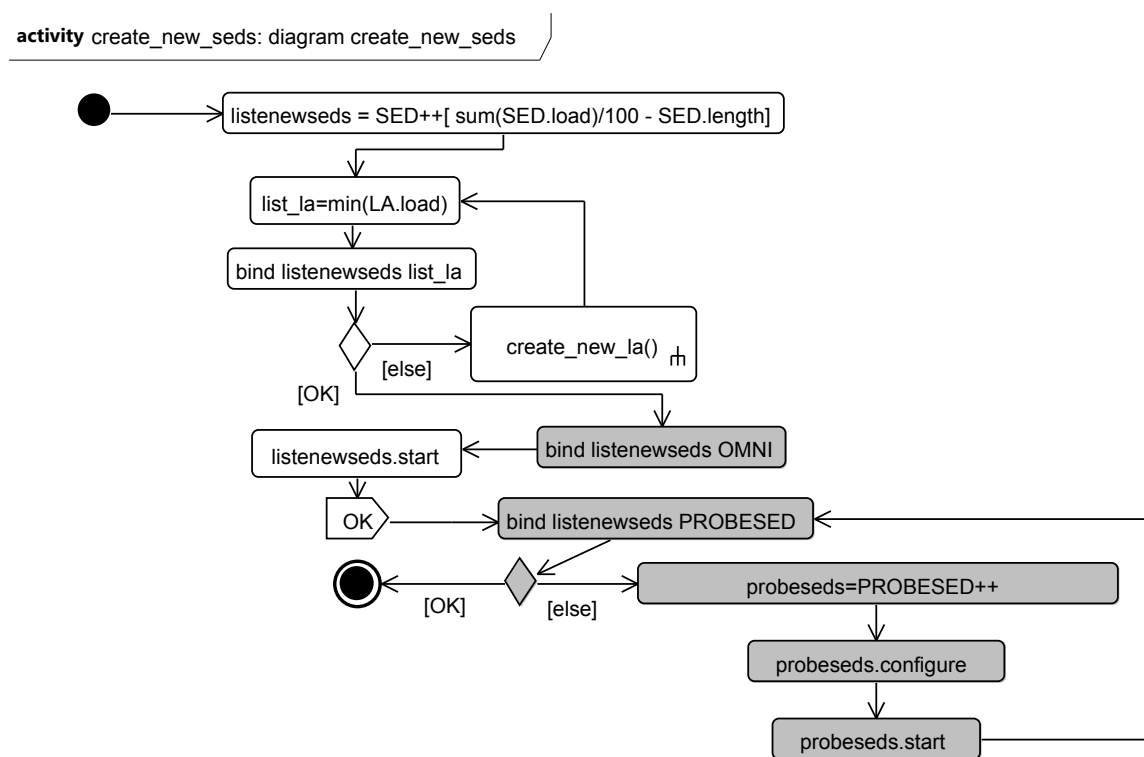 activity create_new_seds: diagram create_new_seds
listenewseds = SED++[ sum(SED.load)/100 - SED.length]
list_la=min(LA.load)
bind listenewseds list_la
create_new_la()
[else]
[OK]
bind listenewseds OMNI
listenewseds.start
OK
bind listenewseds PROBESED
probeseds=PROBESED++
[OK]
[else]
probeseds.configure
probeseds.start